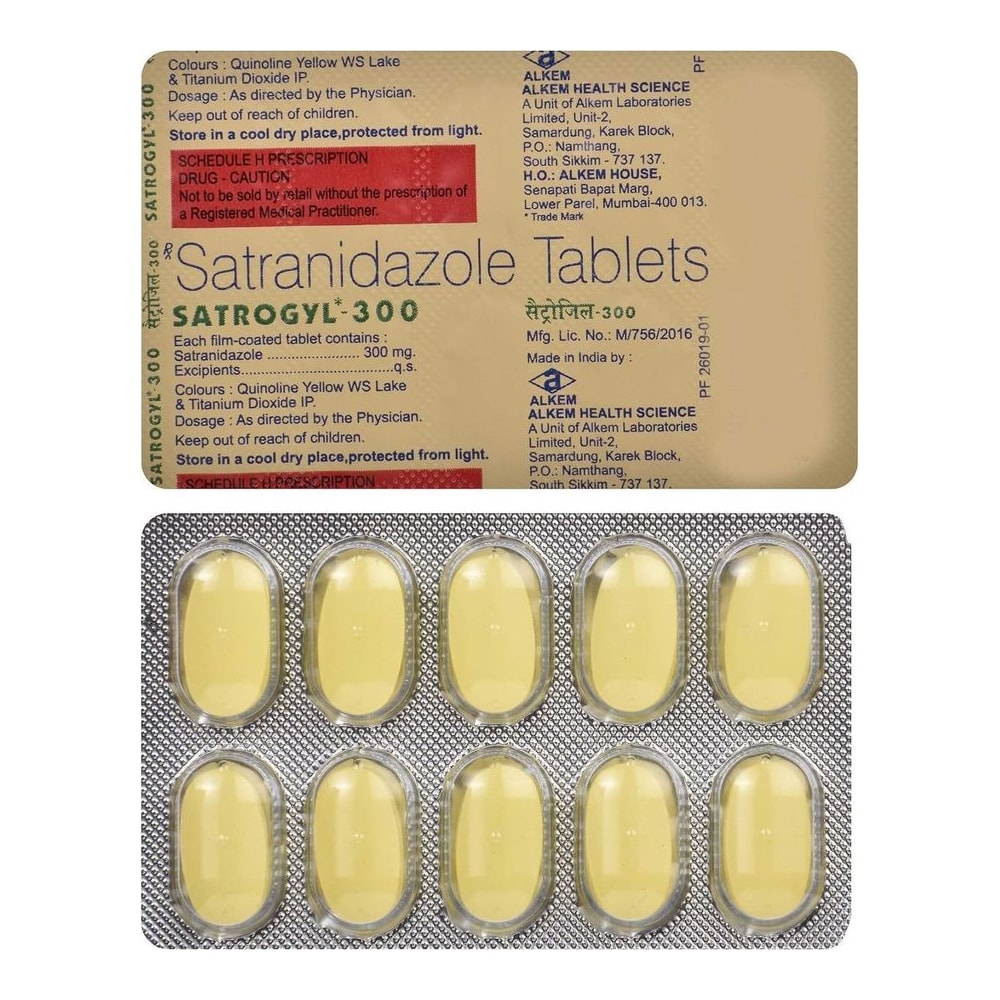 Colours : Quinoline Yellow WS Lake
& Titanium Dioxide IP.
Dosage : As directed by the Physician.
Keep out of reach of children.
Store in a cool dry place,protected from light.
SCHEDULE H PRESCRIPTION
DRUG - CAUTION
Not to be sold by retail without the prescription of
a Registered Medical Practitioner.
a
ALKEM
ALKEM HEALTH SCIENCE
A Unit of Alkem Laboratories
Limited, Unit-2,
Samardung, Karek Block,
P.O.: Namthang,
South Sikkim - 737 137.
H.O.: ALKEM HOUSE,
Senapati Bapat Marg,
Lower Parel, Mumbai-400 013.
* Trade Mark
PF
SATROGYL*-300
सैट्रोजिल-300
SATROGYL*-300
℞ Satranidazole Tablets
SATROGYL*-300
Each film-coated tablet contains :
Satranidazole .................... 300 mg.
Excipients.................................q.s.
Colours : Quinoline Yellow WS Lake
& Titanium Dioxide IP.
Dosage : As directed by the Physician.
Keep out of reach of children.
Store in a cool dry place,protected from light.
SCHEDULE H PRESCRIPTION
सैट्रोजिल-300
Mfg. Lic. No.: M/756/2016
Made in India by :
a
ALKEM
ALKEM HEALTH SCIENCE
A Unit of Alkem Laboratories
Limited, Unit-2,
Samardung, Karek Block,
P.O.: Namthang,
South Sikkim - 737 137.
PF 26019-01